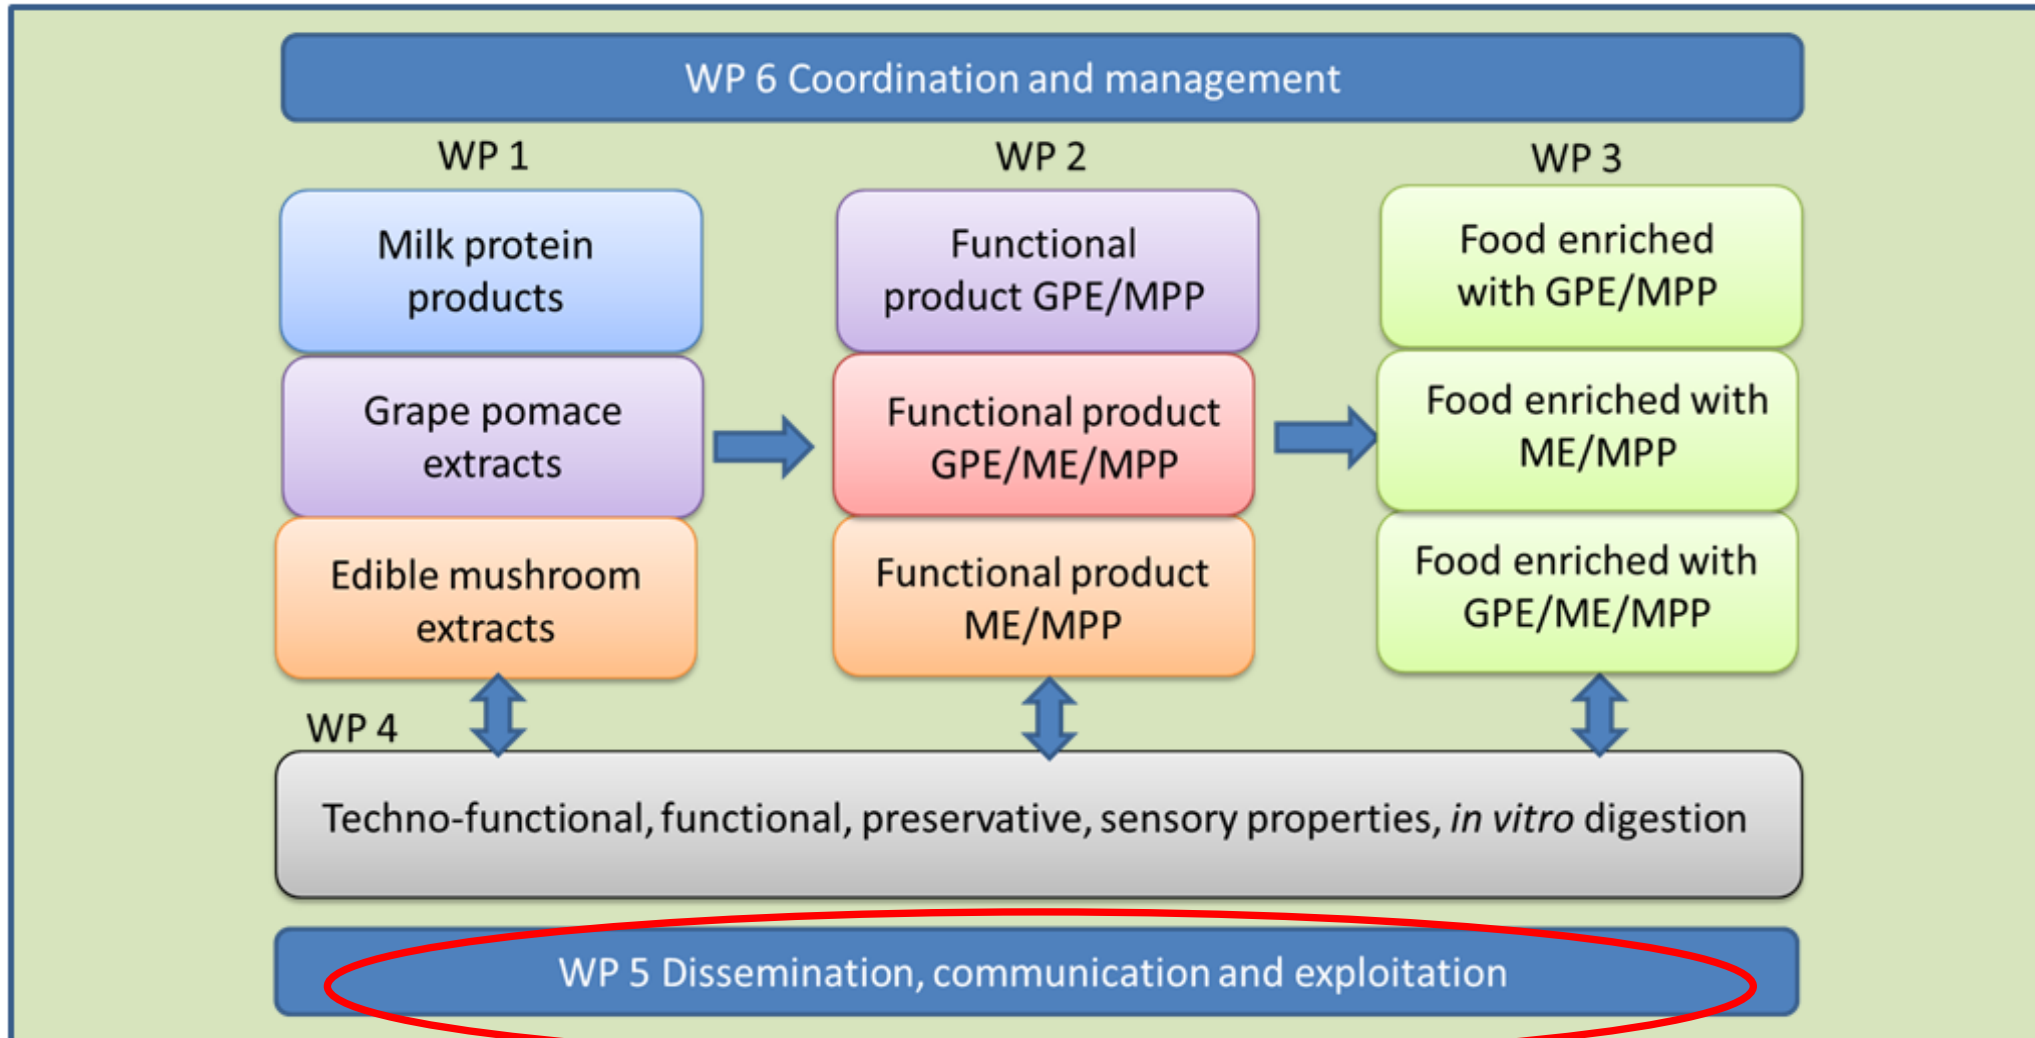 WP 6 Coordination and management
WP 1
WP 2
WP 3
Milk protein
products
Functional
product GPE/MPP
Food enriched
with GPE/MPP
Grape pomace
extracts
Functional product
GPE/ME/MPP
Food enriched with
ME/MPP
Edible mushroom
extracts
Functional product
ME/MPP
Food enriched with
GPE/ME/MPP
WP 4
Techno-functional, functional, preservative, sensory properties, in vitro digestion
WP 5 Dissemination, communication and exploitation